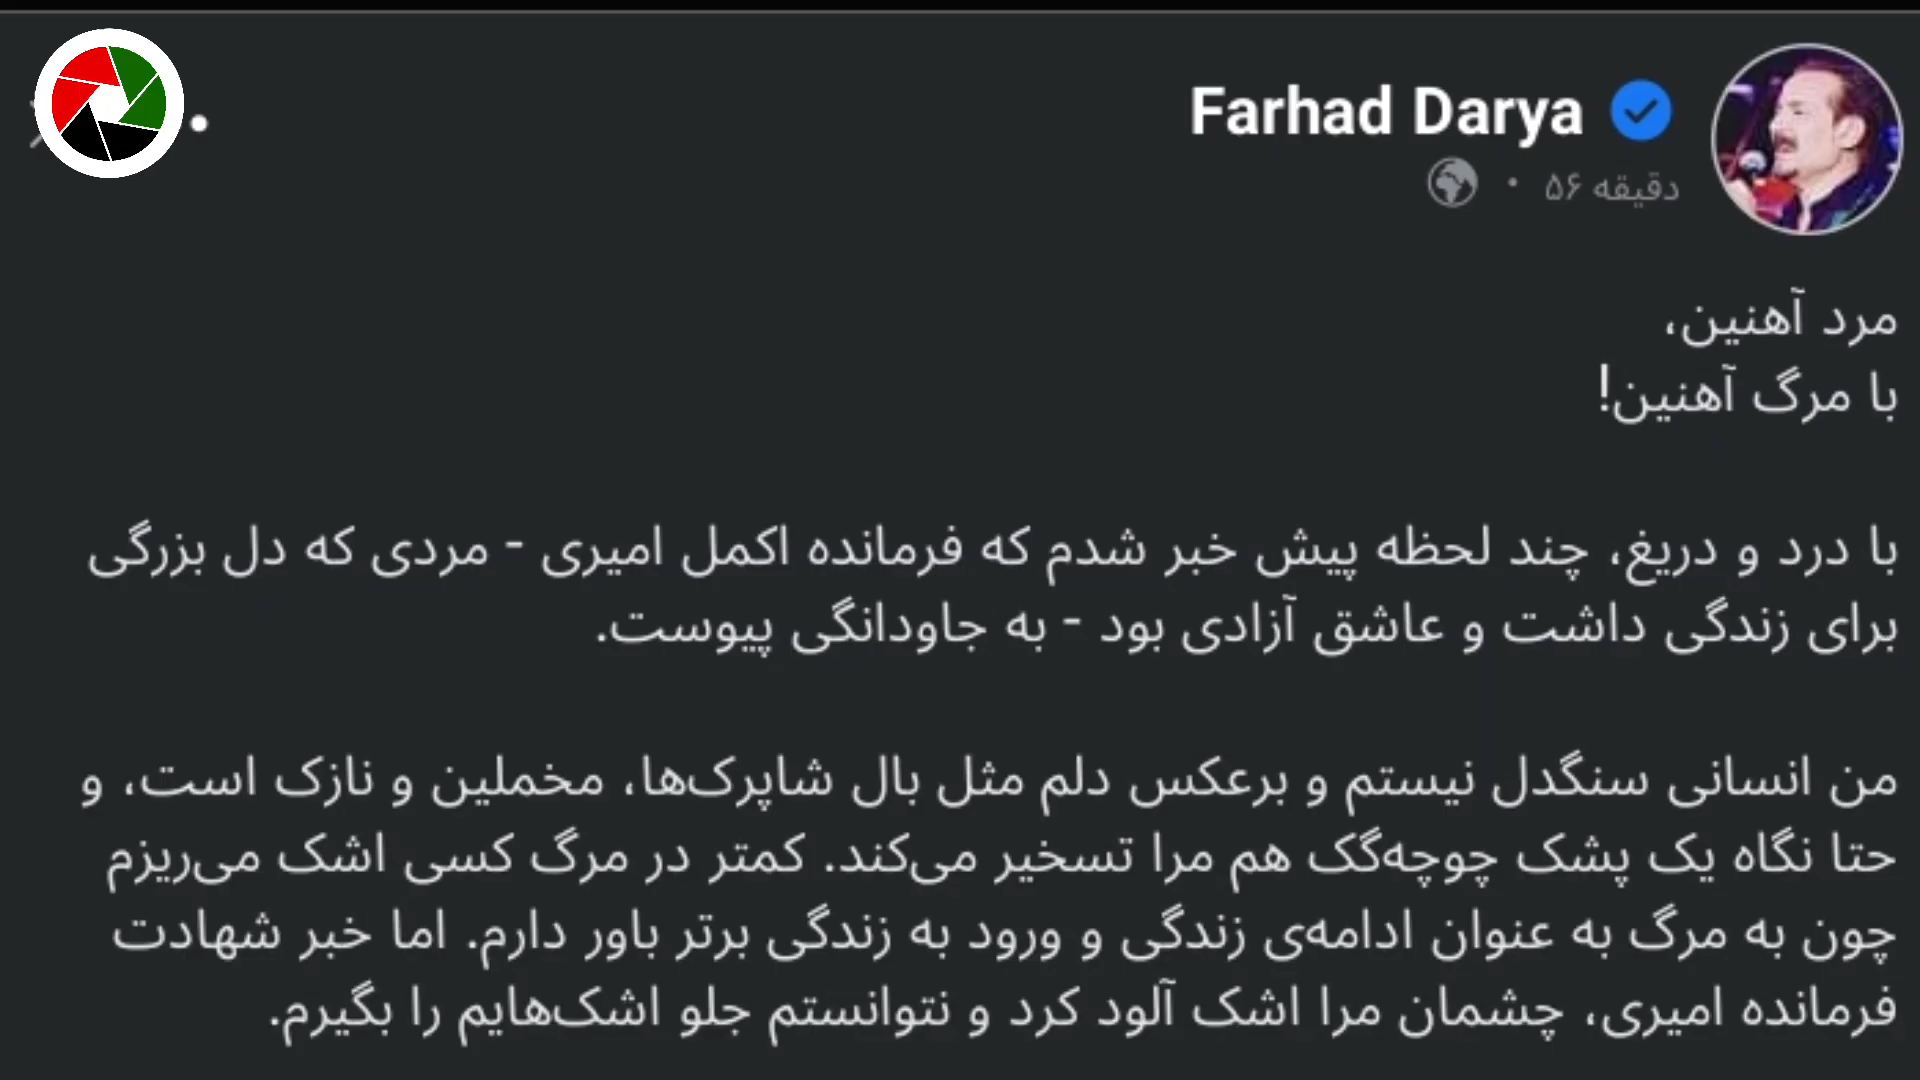 Farhad Darya
۵۶ دقیقه
مرد آهنین،
با مرگ آهنین!
با درد و دریغ، چند لحظه پیش خبر شدم که فرمانده اکمل امیری - مردی که دل بزرگی
برای زندگی داشت و عاشق آزادی بود - به جاودانگی پیوست.
من انسانی سنگدل نیستم و برعکس دلم مثل بال شاپرک‌ها، مخملین و نازک است، و
حتا نگاه یک پشک چوچه‌گک هم مرا تسخیر می‌کند. کمتر در مرگ کسی اشک می‌ریزم
چون به مرگ به عنوان ادامه‌ی زندگی و ورود به زندگی برتر باور دارم. اما خبر شهادت
فرمانده امیری، چشمان مرا اشک آلود کرد و نتوانستم جلو اشک‌هایم را بگیرم.